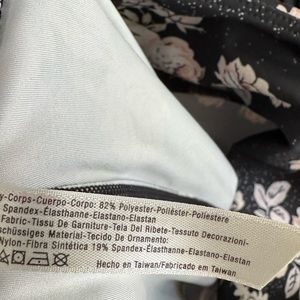 y-Corps-Cuerpo-Corpo: 82% Polyester-Poliéster-Poliestere
Spandex-Élasthanne-Elastano-Elastan
Fabric-Tissu De Garniture-Tela Del Ribete-Tessuto Decorazioni-
schüssiges Material-Tecido De Ornamento:
Nylon-Fibra Sintética 19% Spandex-Élasthanne-Elastano-Elastan
Hecho en Taiwán/Fabricado em Taiwan